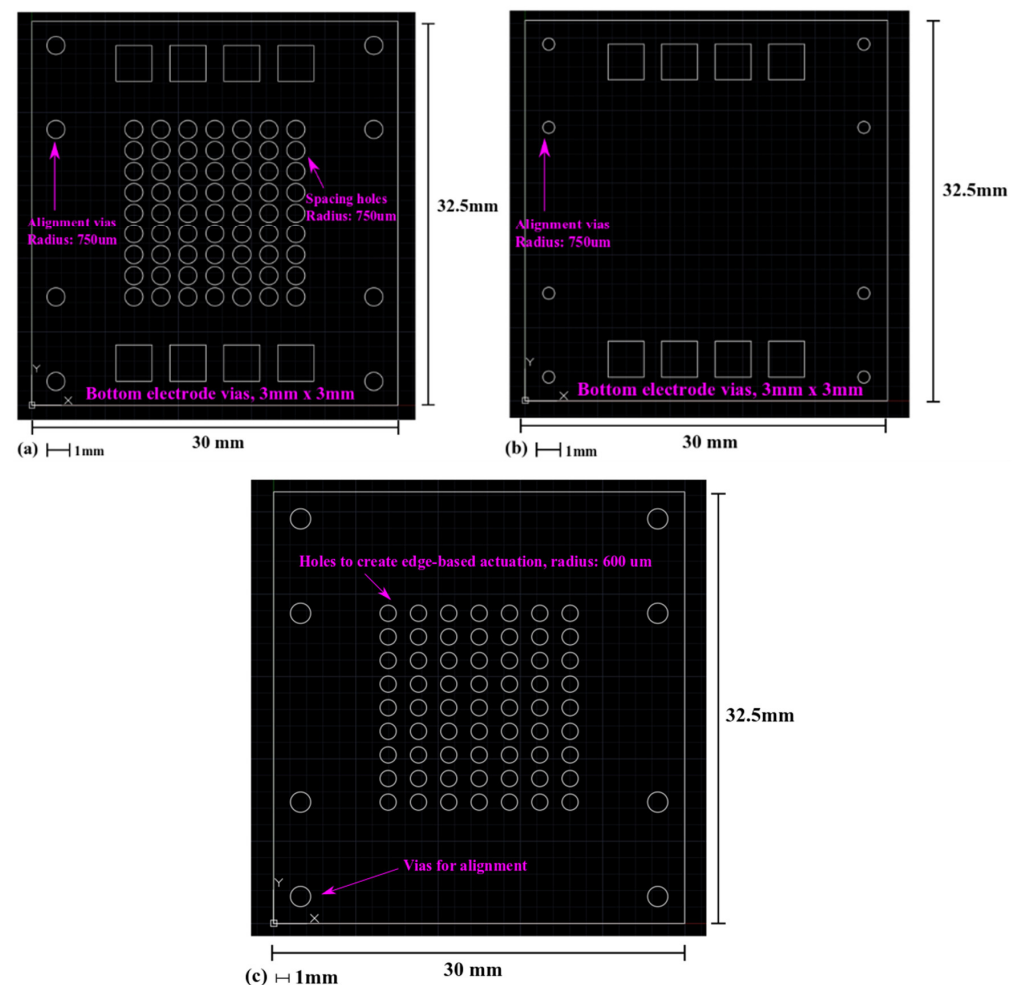 Spacing holes
Radius: 750um
Alignment vias
Radius: 750um
32.5mm
Y
X
Bottom electrode vias, 3mm x 3mm
30 mm
(a)
1mm
Alignment vias
Radius: 750um
32.5mm
Y
X
Bottom electrode vias, 3mm x 3mm
30 mm
(b)
1mm
Holes to create edge-based actuation, radius: 600 um
32.5mm
Vias for alignment
Y
X
30 mm
(c)
1mm